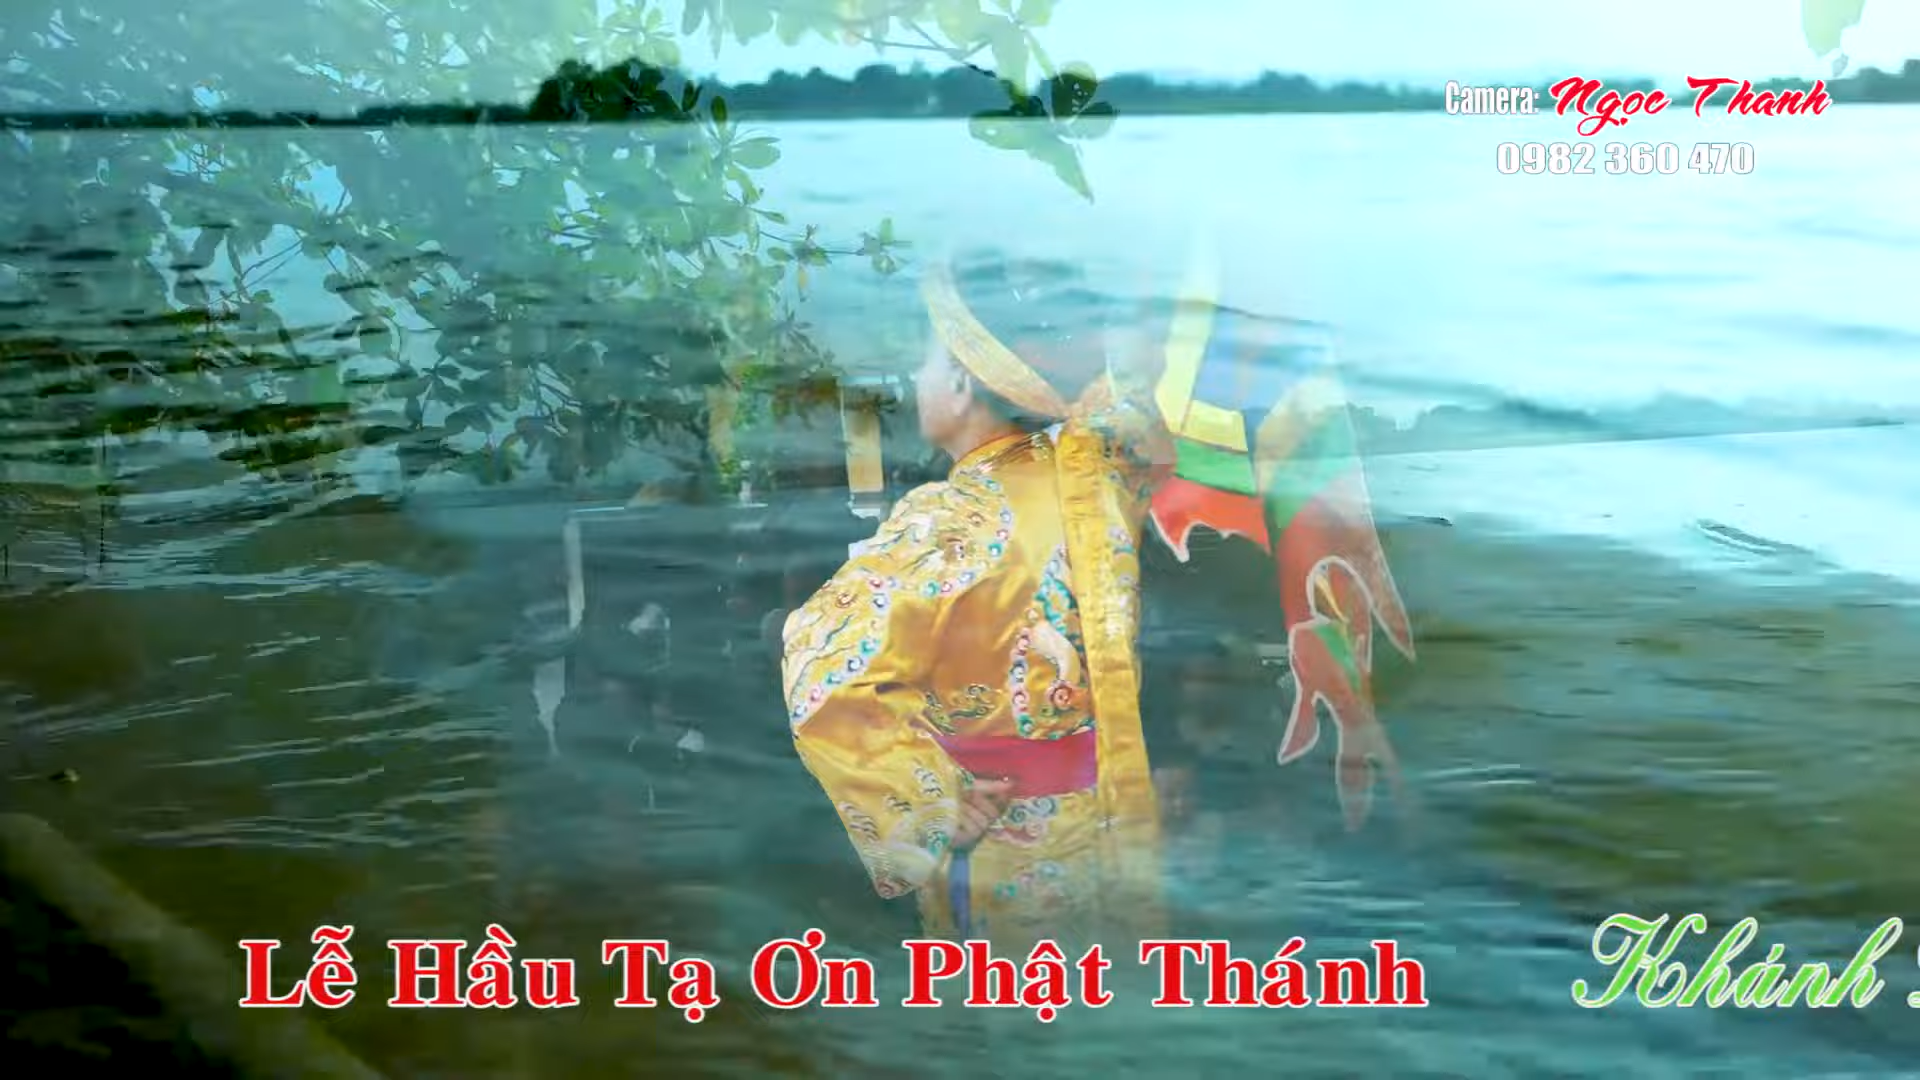 Camera: Ngọc Thanh
0982 360 470
Lễ Hầu Tạ Ơn Phật Thánh Khánh